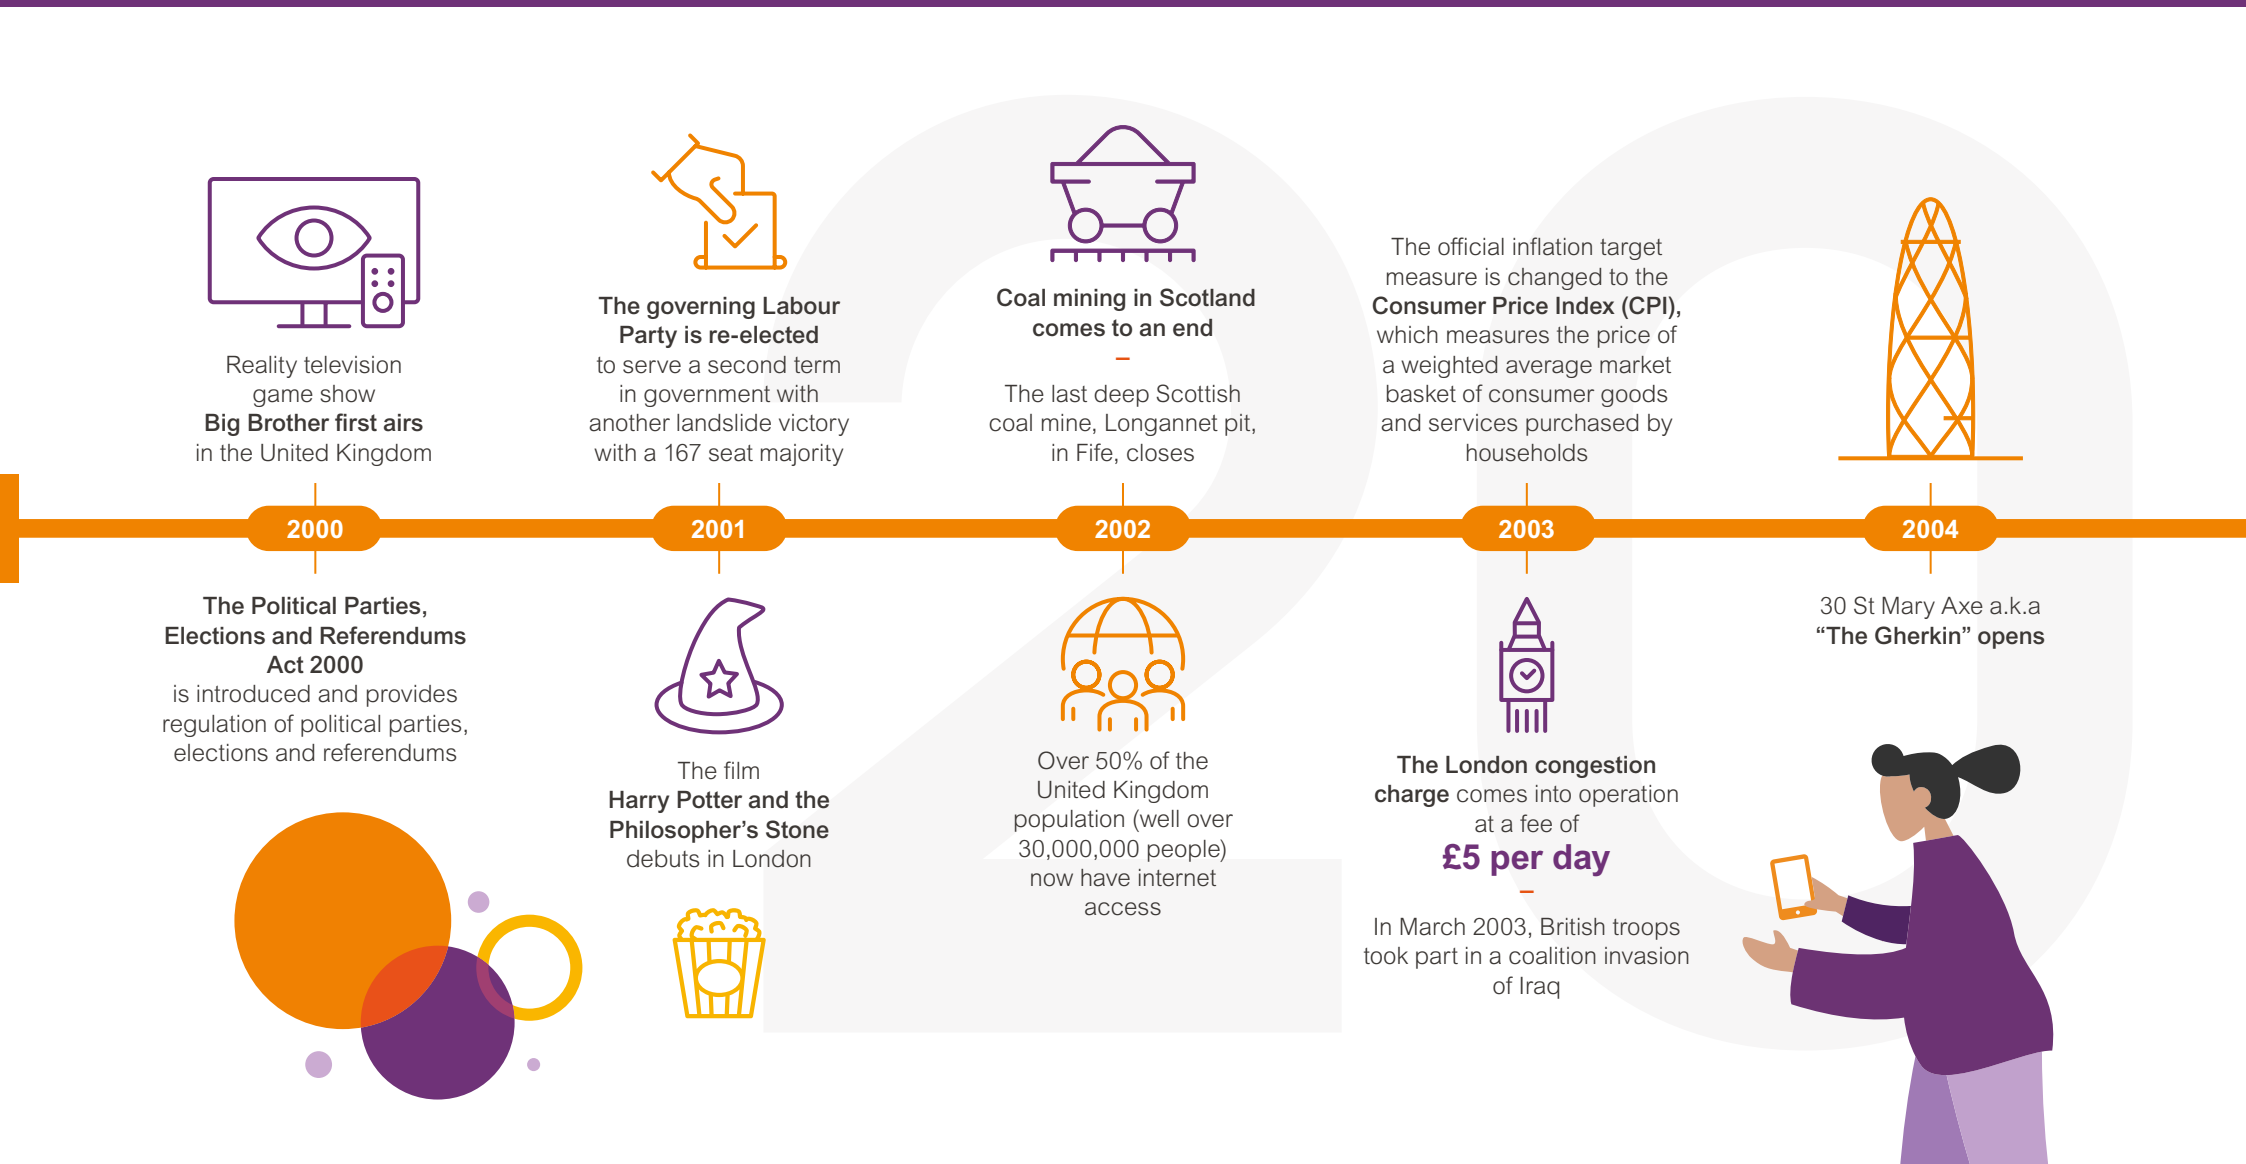 Reality television
game show
Big Brother first airs
in the United Kingdom
The governing Labour
Party is re-elected
to serve a second term
in government with
another landslide victory
with a 167 seat majority
Coal mining in Scotland
comes to an end
–
The last deep Scottish
coal mine, Longannet pit,
in Fife, closes
The official inflation target
measure is changed to the
Consumer Price Index (CPI),
which measures the price of
a weighted average market
basket of consumer goods
and services purchased by
households
2000
2001
2002
2003
2004
The Political Parties,
Elections and Referendums
Act 2000
is introduced and provides
regulation of political parties,
elections and referendums
The film
Harry Potter and the
Philosopher’s Stone
debuts in London
Over 50% of the
United Kingdom
population (well over
30,000,000 people)
now have internet
access
The London congestion
charge comes into operation
at a fee of
£5 per day
–
In March 2003, British troops
took part in a coalition invasion
of Iraq
30 St Mary Axe a.k.a
“The Gherkin” opens
20